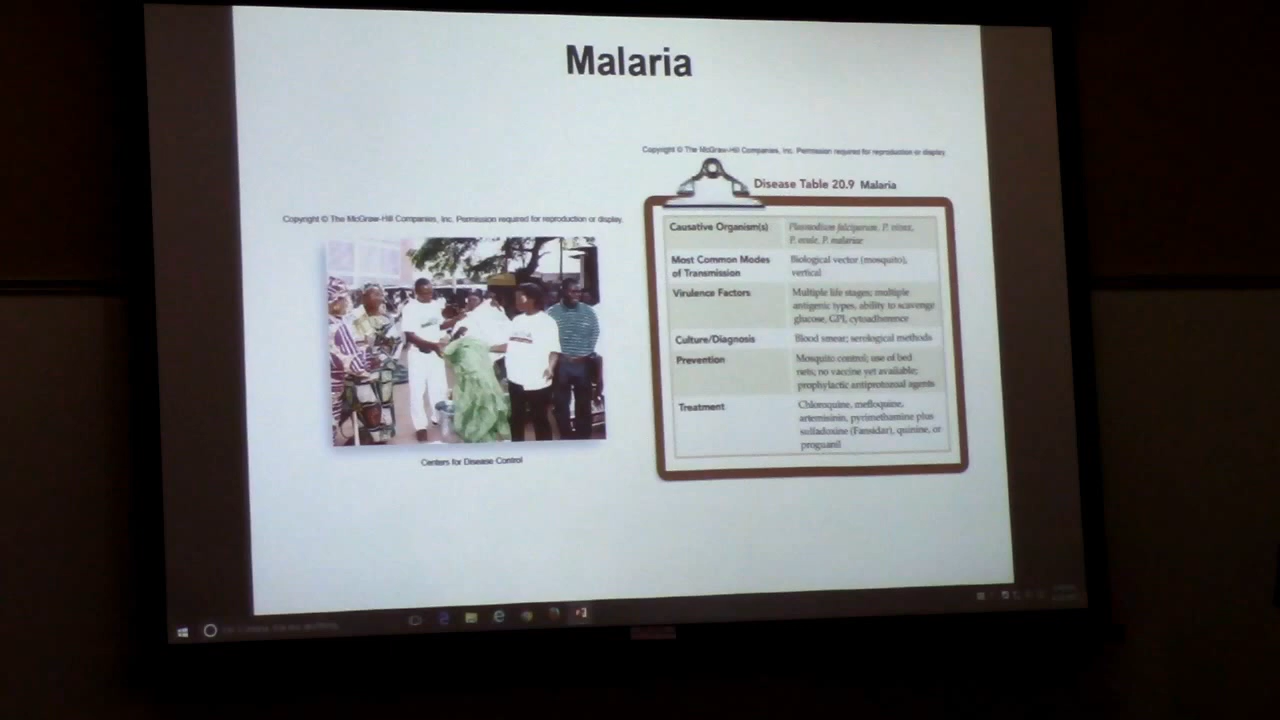 Malaria
Copyright © The McGraw-Hill Companies, Inc. Permission required for reproduction or display.
Disease Table 20.9 Malaria
Causative Organism(s)
Plasmodium falciparum, P. vivax,
P. ovale, P. malariae
Most Common Modes
of Transmission
Biological vector (mosquito),
vertical
Virulence Factors
Multiple life stages; multiple
antigenic types, ability to scavenge
glucose, GPI, cytoadherence
Culture/Diagnosis
Blood smear; serological methods
Prevention
Mosquito control; use of bed
nets; no vaccine yet available;
prophylactic antiprotozoal agents
Treatment
Chloroquine, mefloquine,
artemisinin, pyrimethamine plus
sulfadoxine (Fansidar), quinine, or
proguanil
Copyright © The McGraw-Hill Companies, Inc. Permission required for reproduction or display.
Centers for Disease Control